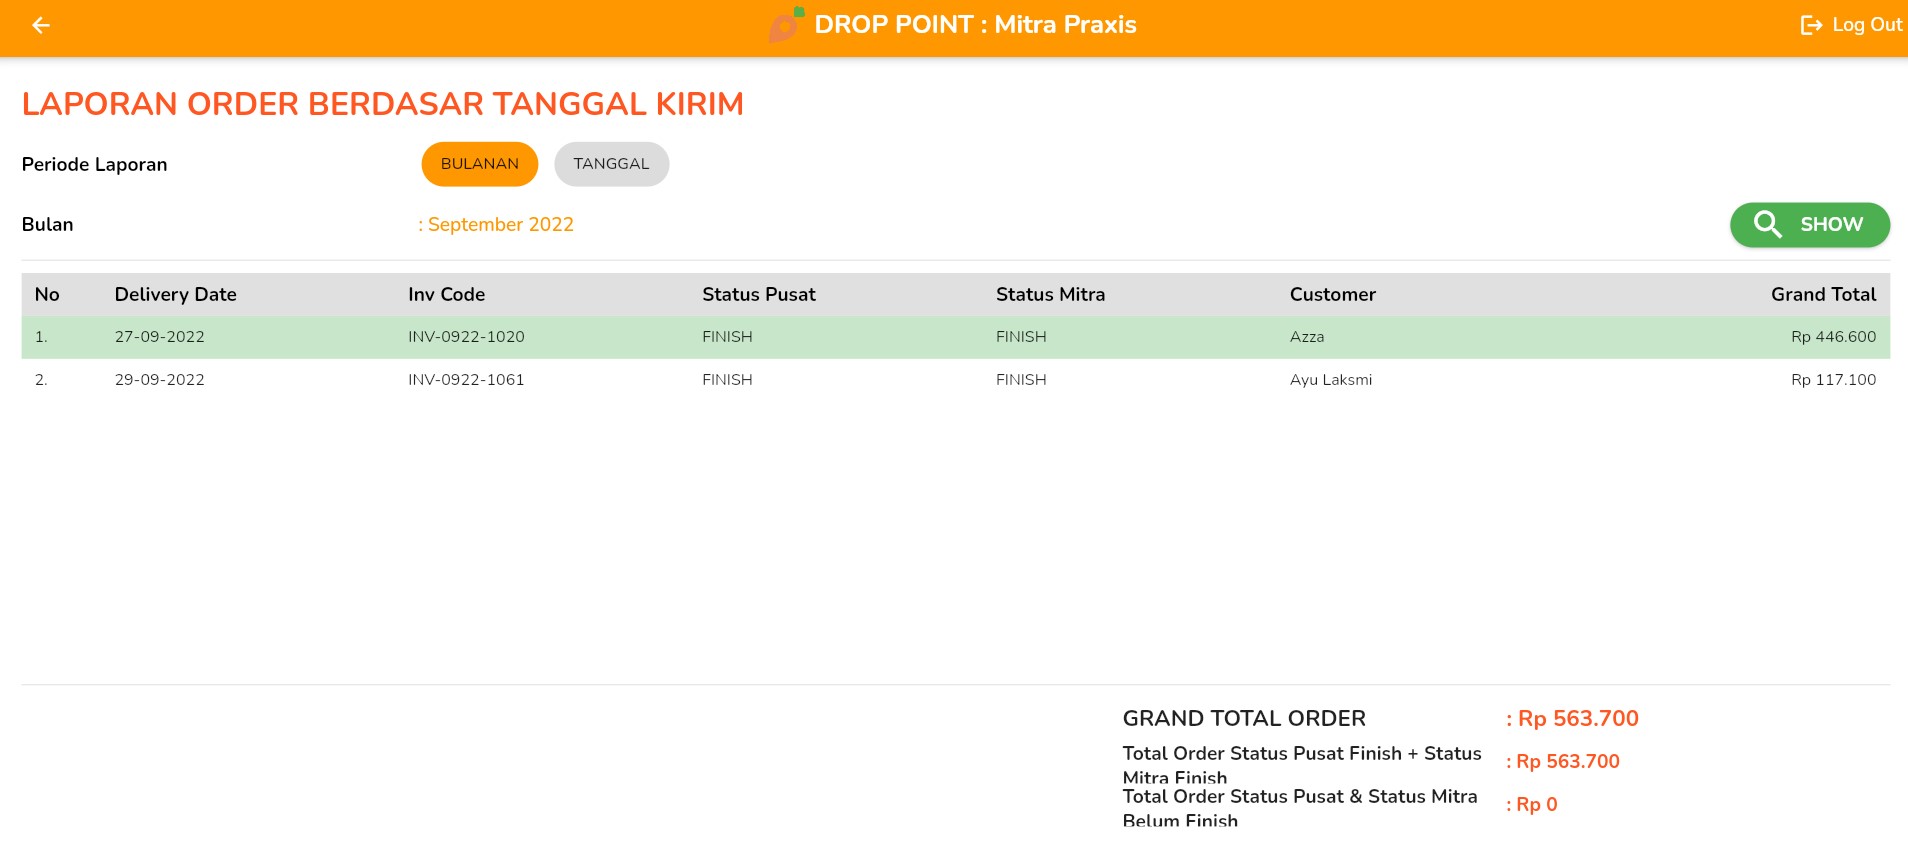 DROP POINT : Mitra Praxis
Log Out
LAPORAN ORDER BERDASAR TANGGAL KIRIM
Periode Laporan BULANAN TANGGAL
Bulan : September 2022 SHOW
No Delivery Date Inv Code Status Pusat Status Mitra Customer Grand Total
1. 27-09-2022 INV-0922-1020 FINISH FINISH Azza Rp 446.600
2. 29-09-2022 INV-0922-1061 FINISH FINISH Ayu Laksmi Rp 117.100
GRAND TOTAL ORDER : Rp 563.700
Total Order Status Pusat Finish + Status
Mitra Finish
: Rp 563.700
Total Order Status Pusat & Status Mitra
Belum Finish
: Rp 0